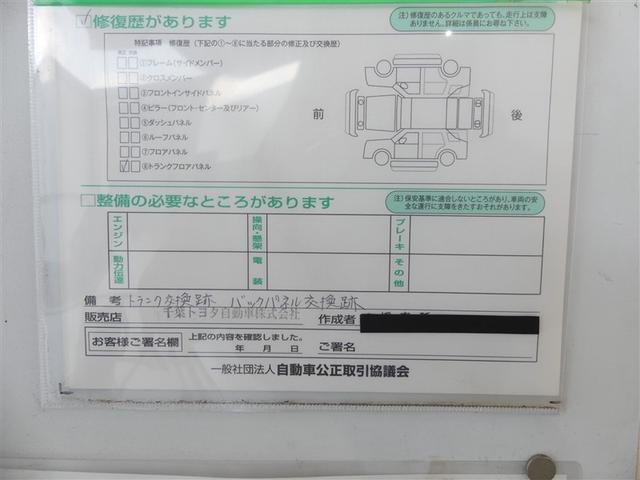 修復歴があります
注）修復歴のあるクルマであっても、走行上は支障ありません。詳細は係員にお尋ね下さい。
特記事項 修復歴（下記の①〜⑧に当たる部分の修正及び交換歴）
修正 交換
①フレーム(サイドメンバー)
②クロスメンバー
③フロントインサイドパネル
④ピラー(フロント・センター及びリアー)
⑤ダッシュパネル
⑥ルーフパネル
⑦フロアパネル
⑧トランクフロアパネル
前
後
整備の必要なところがあります
注）保安基準に適合しないところがあり、車両の安全な運行に支障をきたすおそれがあります。
エンジン
操向・懸架
ブレーキ
動力伝達
電装
その他
備考 トランク交換跡 バックパネル交換跡
販売店 千葉トヨタ自動車株式会社 作成者
お客様ご署名欄 上記の内容を確認しました。 年 月 日 ご署名
一般社団法人 自動車公正取引協議会